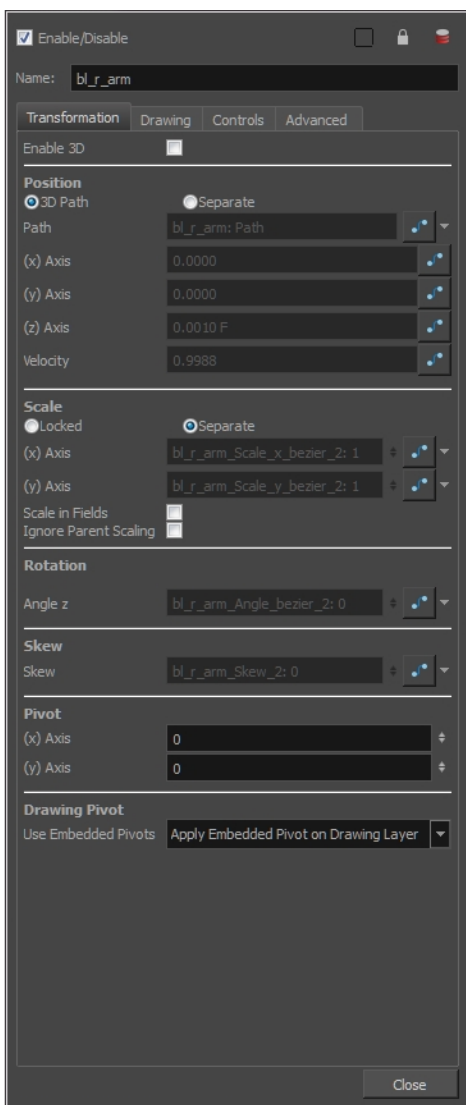 Enable/Disable
Name: bl_r_arm
Transformation Drawing Controls Advanced
Enable 3D
Position
3D Path Separate
Path bl_r_arm: Path
(x) Axis 0.0000
(y) Axis 0.0000
(z) Axis 0.0010 F
Velocity 0.9988
Scale
Locked Separate
(x) Axis bl_r_arm_Scale_x_bezier_2: 1
(y) Axis bl_r_arm_Scale_y_bezier_2: 1
Scale in Fields
Ignore Parent Scaling
Rotation
Angle z bl_r_arm_Angle_bezier_2: 0
Skew
Skew bl_r_arm_Skew_2: 0
Pivot
(x) Axis 0
(y) Axis 0
Drawing Pivot
Use Embedded Pivots Apply Embedded Pivot on Drawing Layer
Close